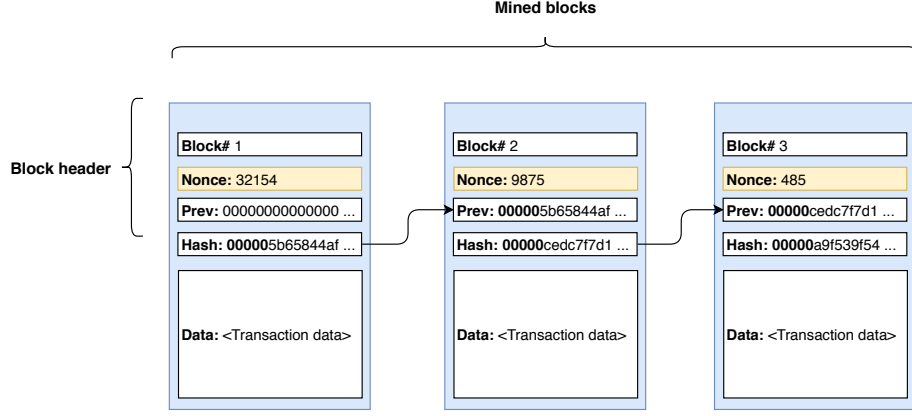 Mined blocks
Block header
Block# 1
Nonce: 32154
Prev: 00000000000000 ...
Hash: 000005b65844af ...
Data: <Transaction data>
Block# 2
Nonce: 9875
Prev: 000005b65844af ...
Hash: 00000cedc7f7d1 ...
Data: <Transaction data>
Block# 3
Nonce: 485
Prev: 00000cedc7f7d1 ...
Hash: 00000a9f539f54 ...
Data: <Transaction data>